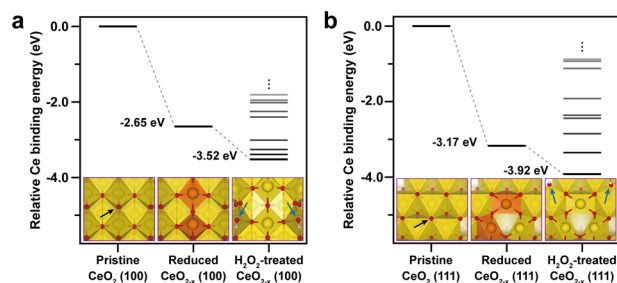 a
Relative Ce binding energy (eV)
0.0
-2.0
-4.0
-2.65 eV
-3.52 eV
Pristine
CeO₂ (100)
Reduced
CeO₂₋ₓ (100)
H₂O₂-treated
CeO₂₋ₓ (100)
b
Relative Ce binding energy (eV)
0.0
-2.0
-4.0
-3.17 eV
-3.92 eV
Pristine
CeO₂ (111)
Reduced
CeO₂₋ₓ (111)
H₂O₂-treated
CeO₂₋ₓ (111)